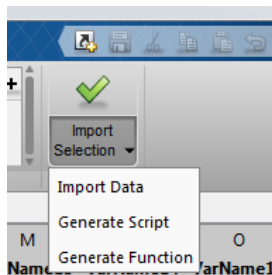 Import
Selection
Import Data
Generate Script
Generate Function
M O
VarName1